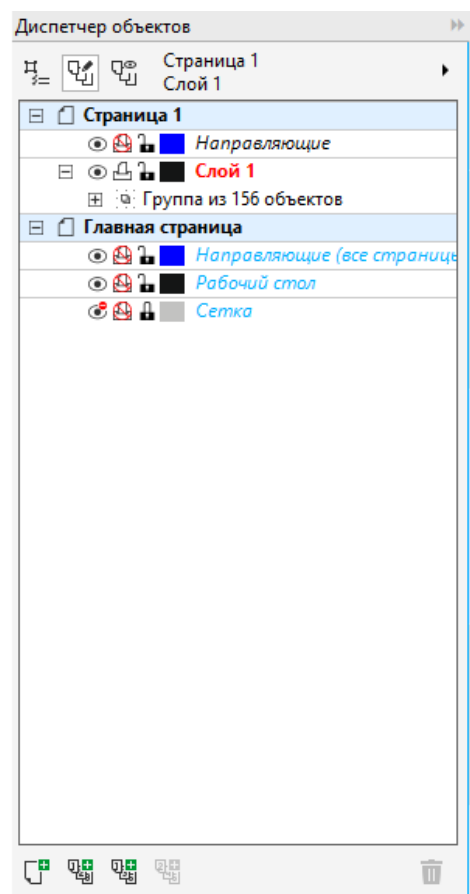 Диспетчер объектов
Страница 1
Слой 1
Страница 1
Направляющие
Слой 1
Группа из 156 объектов
Главная страница
Направляющие (все страницы
Рабочий стол
Сетка